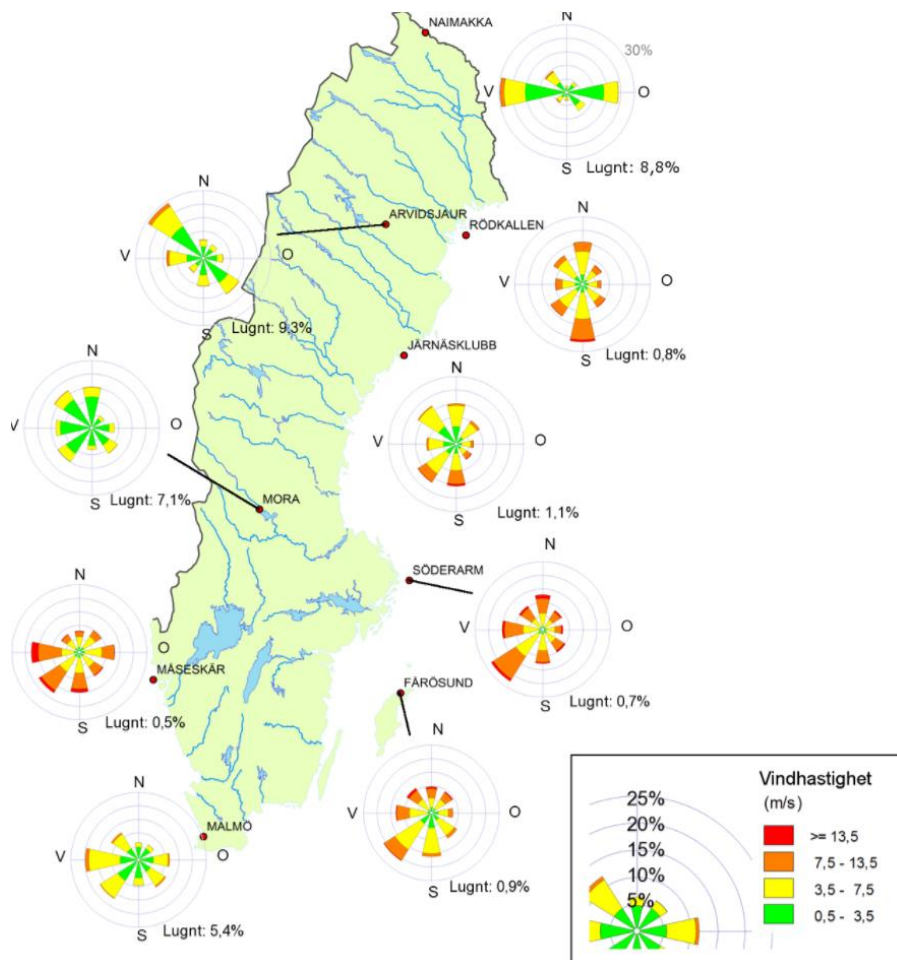 NAIMAKKA
N
30%
V
O
S
Lugnt: 8,8%
N
ARVIDSJAUR
RÖDKALLEN
N
V
O
S
Lugnt: 9,3%
O
S
Lugnt: 0,8%
JÄRNÄSKLUBB
N
V
O
S
Lugnt: 7,1%
N
V
O
S
Lugnt: 1,1%
MORA
SÖDERARM
N
V
O
S
Lugnt: 0,7%
N
O
MÅSESKÄR
S
Lugnt: 0,5%
FÅRÖSUND
N
V
O
S
Lugnt: 0,9%
N
MALMÖ
V
O
S
Lugnt: 5,4%
25%
20%
15%
10%
5%
Vindhastighet
(m/s)
>= 13,5
7,5 - 13,5
3,5 - 7,5
0,5 - 3,5